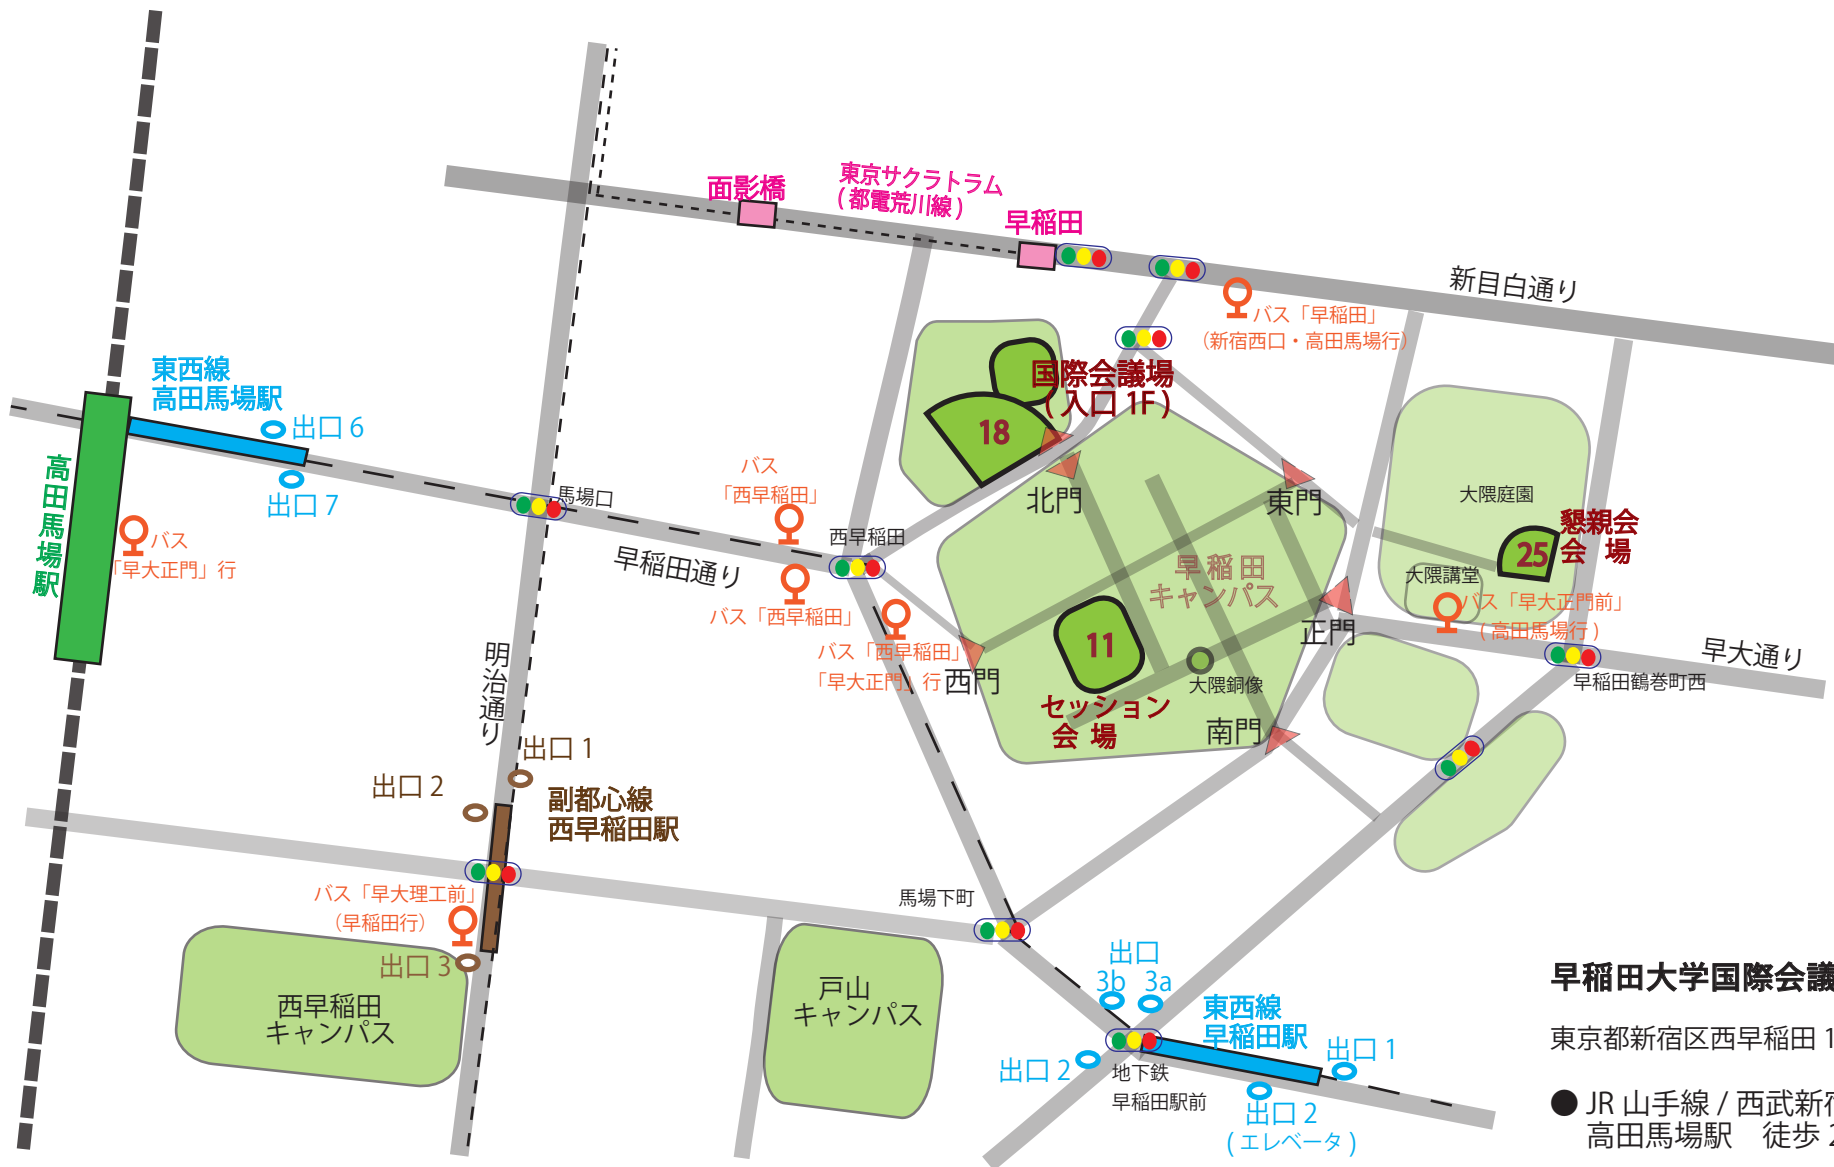 面影橋
東京サクラトラム
(都電荒川線)
早稲田
新目白通り
バス「早稲田」
（新宿西口・高田馬場行）
東西線
高田馬場駅
出口 6
出口 7
高田馬場駅
バス
「早大正門」行
馬場口
早稲田通り
バス
「西早稲田」
西早稲田
バス「西早稲田」
バス「西早稲田」
「早大正門」行
国際会議場
(入口 1F)
18
北門
東門
早稲田
キャンパス
11
セッション
会 場
大隈銅像
西門
南門
正門
大隈庭園
大隈講堂
25
懇親会
会 場
バス「早大正門前」
(高田馬場行)
早大通り
早稲田鶴巻町西
明治通り
出口 1
出口 2
副都心線
西早稲田駅
バス「早大理工前」
（早稲田行）
出口 3
西早稲田
キャンパス
戸山
キャンパス
馬場下町
出口
3b 3a
東西線
早稲田駅
出口 1
出口 2
地下鉄
早稲田駅前
出口 2
(エレベータ)
早稲田大学国際会議
東京都新宿区西早稲田 1
● JR 山手線 / 西武新宿
高田馬場駅　徒歩 2